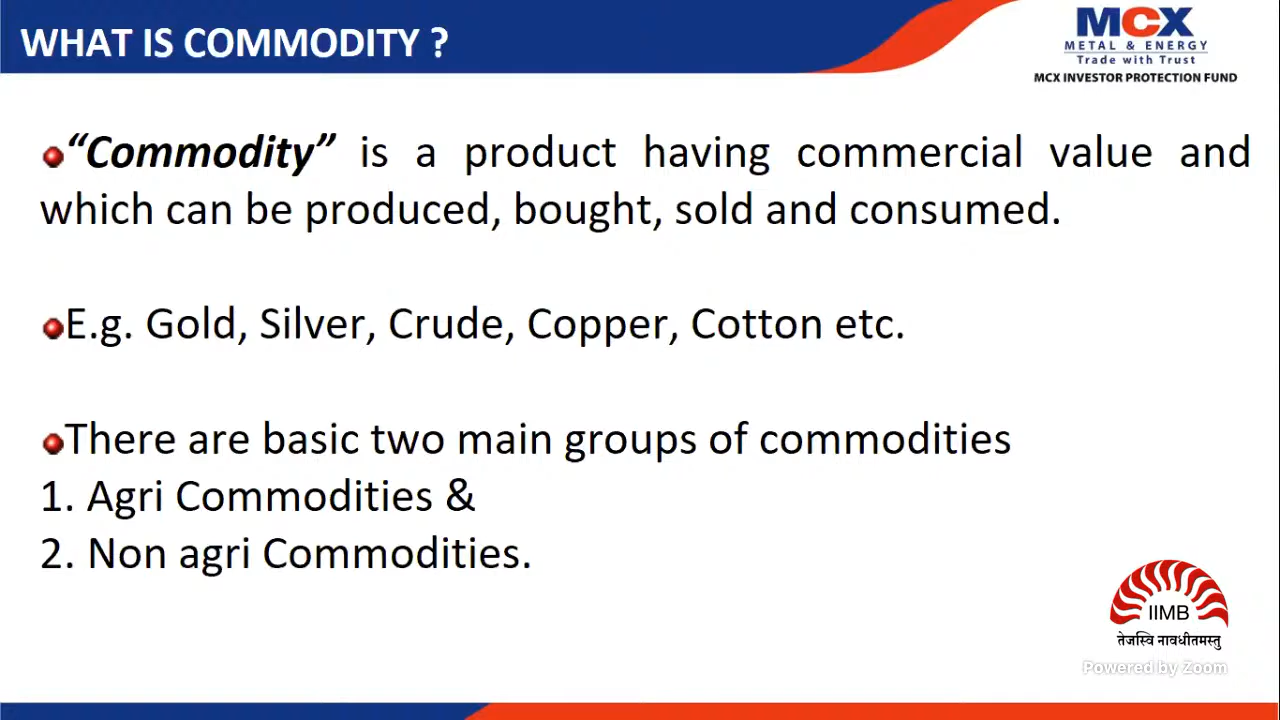 WHAT IS COMMODITY ?
MCX
METAL & ENERGY
Trade with Trust
MCX INVESTOR PROTECTION FUND
“Commodity” is a product having commercial value and
which can be produced, bought, sold and consumed.
E.g. Gold, Silver, Crude, Copper, Cotton etc.
There are basic two main groups of commodities
1. Agri Commodities &
2. Non agri Commodities.
IIMB
तेजस्वि नावधीतमस्तु
Powered by Zoom